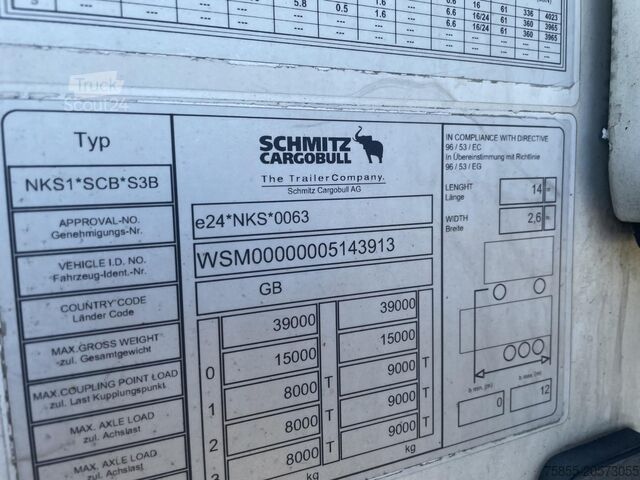 5.8 0.5 1.6 6.6 16 61 336 4023
1.6 6.6 16/24 61 360 3965
6.6 16/24 61 360 3965
Truck
Scout24
Typ
SCHMITZ
CARGOBULL
The TrailerCompany.
Schmitz Cargobull AG
IN COMPLIANCE WITH DIRECTIVE
96 / 53 / EC
in Übereinstimmung mit Richtlinie
96 / 53 / EG
NKS1*SCB*S3B
LENGHT
Länge
14 m
WIDTH
Breite
2,6 m
APPROVAL-NO.
Genehmigungs-Nr.
e24*NKS*0063
VEHICLE I.D. NO.
Fahrzeug-Ident.-Nr.
WSM00000005143913
COUNTRY CODE
Länder Code
GB
MAX.GROSS WEIGHT
-zul. Gesamtgewicht
39000 39000
MAX.COUPLING POINT LOAD
zul. Last Kupplungspunkt
0 15000 T 15000 T
MAX. AXLE LOAD
zul. Achslast
1 8000 T 9000 T
MAX. AXLE LOAD
zul. Achslast
2 8000 T 9000 T
3 8000 9000
kg kg
b min. (m) b max. (m)
0 12
75855-20573055